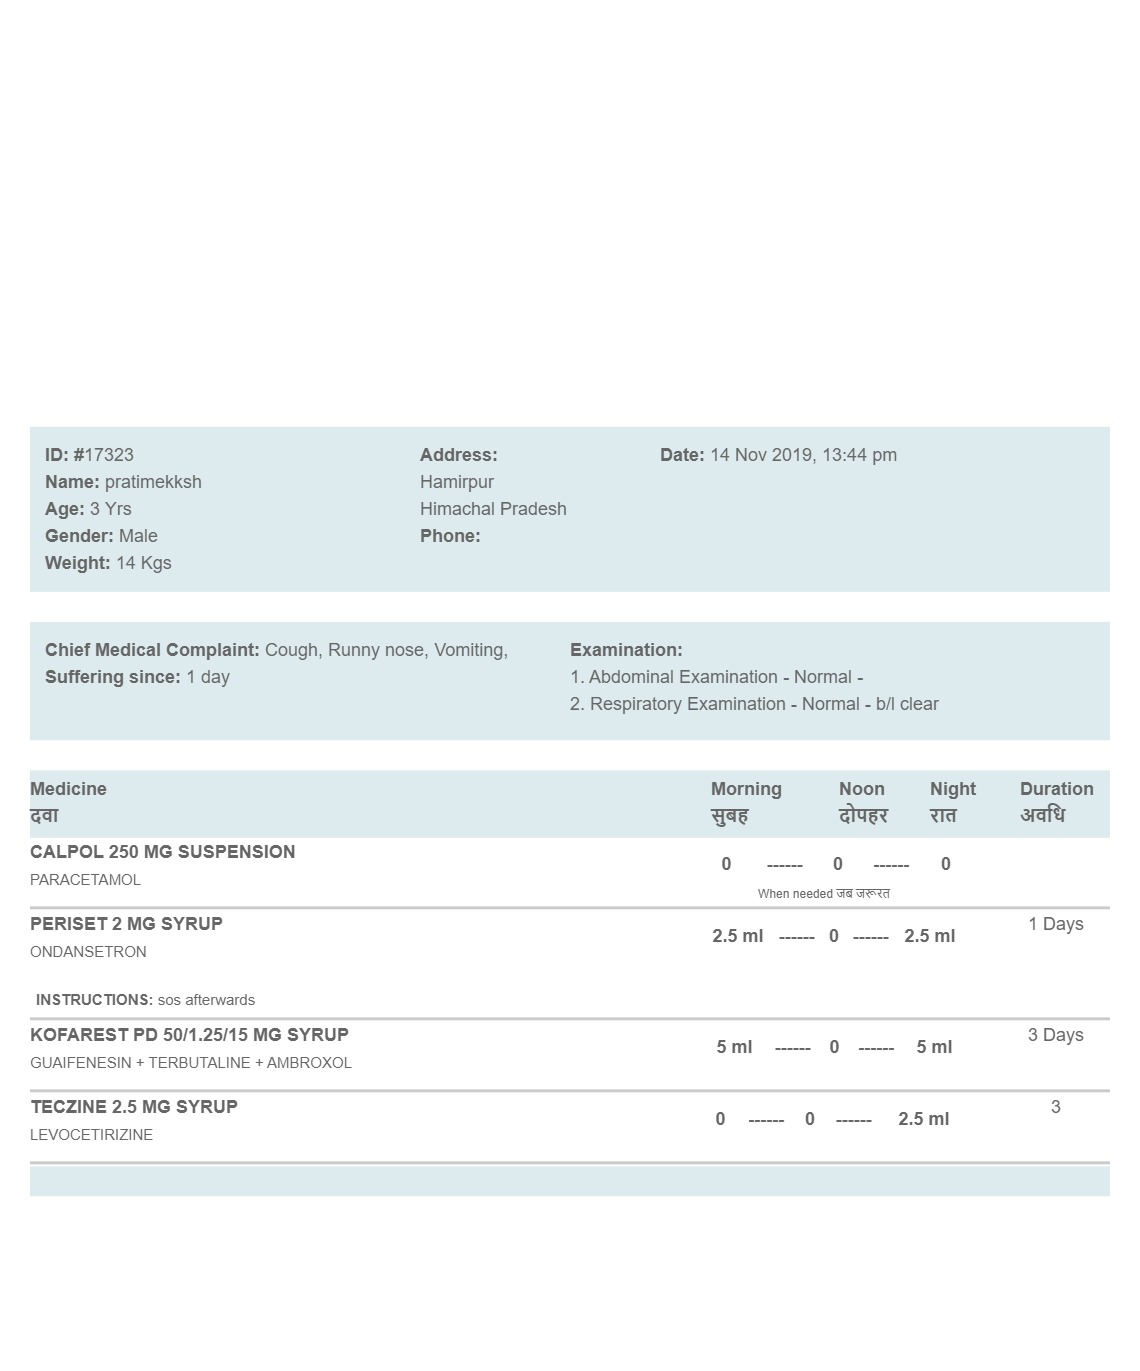 ID: #17323
Name: pratimekksh
Age: 3 Yrs
Gender: Male
Weight: 14 Kgs
Address:
Hamirpur
Himachal Pradesh
Phone:
Date: 14 Nov 2019, 13:44 pm
Chief Medical Complaint: Cough, Runny nose, Vomiting,
Suffering since: 1 day
Examination:
1. Abdominal Examination - Normal -
2. Respiratory Examination - Normal - b/l clear
Medicine Morning Noon Night Duration
दवा सुबह दोपहर रात अवधि
CALPOL 250 MG SUSPENSION
0 ------ 0 ------ 0
PARACETAMOL
When needed जब जरूरत
PERISET 2 MG SYRUP 1 Days
2.5 ml ------ 0 ------ 2.5 ml
ONDANSETRON
INSTRUCTIONS: sos afterwards
KOFAREST PD 50/1.25/15 MG SYRUP 3 Days
5 ml ------ 0 ------ 5 ml
GUAIFENESIN + TERBUTALINE + AMBROXOL
TECZINE 2.5 MG SYRUP 3
0 ------ 0 ------ 2.5 ml
LEVOCETIRIZINE